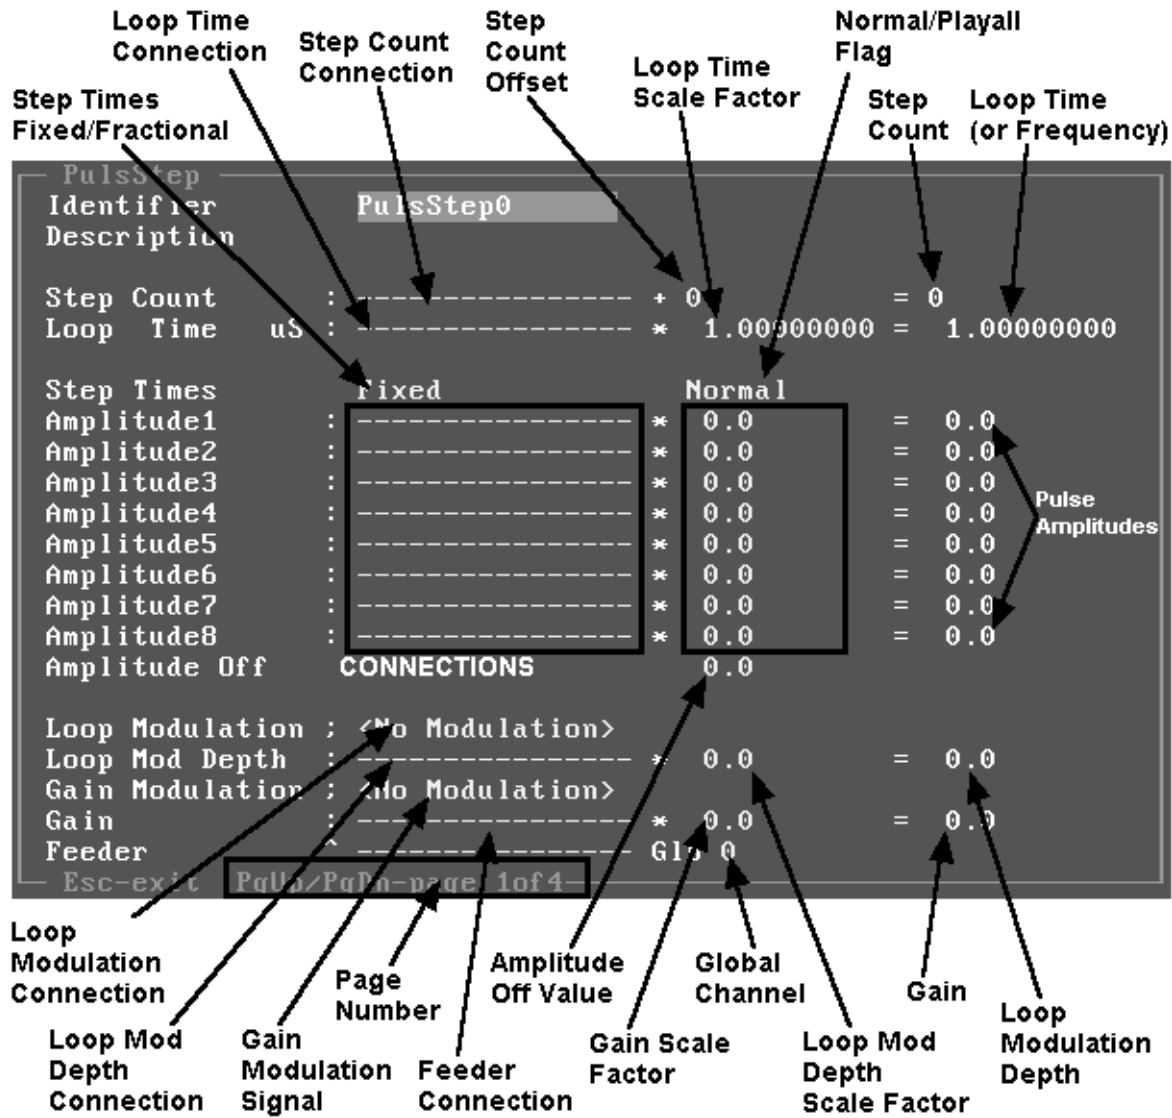 Loop Time
Connection
Step Count
Connection
Step
Count
Offset
Loop Time
Scale Factor
Normal/Playall
Flag
Step Times
Fixed/Fractional
Step
Count
Loop Time
(or Frequency)
PulsStep
Identifier PulsStep0
Description
Step Count : ---------------- + 0 = 0
Loop Time uS : ---------------- * 1.00000000 = 1.00000000
Step Times Fixed Normal
Amplitude1 : ---------------- * 0.0 = 0.0
Amplitude2 : ---------------- * 0.0 = 0.0
Amplitude3 : ---------------- * 0.0 = 0.0
Amplitude4 : ---------------- * 0.0 = 0.0
Amplitude5 : ---------------- * 0.0 = 0.0
Amplitude6 : ---------------- * 0.0 = 0.0
Amplitude7 : ---------------- * 0.0 = 0.0
Amplitude8 : ---------------- * 0.0 = 0.0
Pulse
Amplitudes
Amplitude Off CONNECTIONS 0.0
Loop Modulation ; <No Modulation>
Loop Mod Depth : ---------------- * 0.0 = 0.0
Gain Modulation ; <No Modulation>
Gain : ---------------- * 0.0 = 0.0
Feeder ^ ---------------- Glo 0
Esc-exit PgUp/PgDn-page 1of4
Loop
Modulation
Connection
Page
Number
Amplitude
Off Value
Global
Channel
Gain
Loop
Modulation
Depth
Loop Mod
Depth
Connection
Gain
Modulation
Signal
Feeder
Connection
Gain Scale
Factor
Loop Mod
Depth
Scale Factor